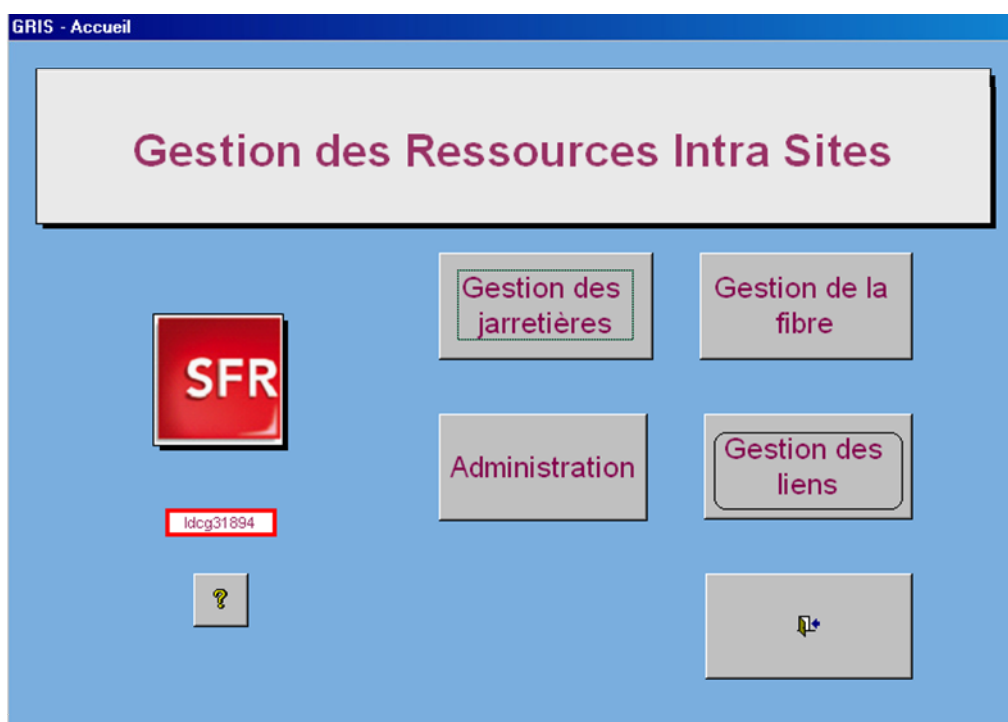 GRIS - Accueil
Gestion des Ressources Intra Sites
Gestion des
jarretières
Gestion de la
fibre
SFR
Administration
Gestion des
liens
ldcg31894
?